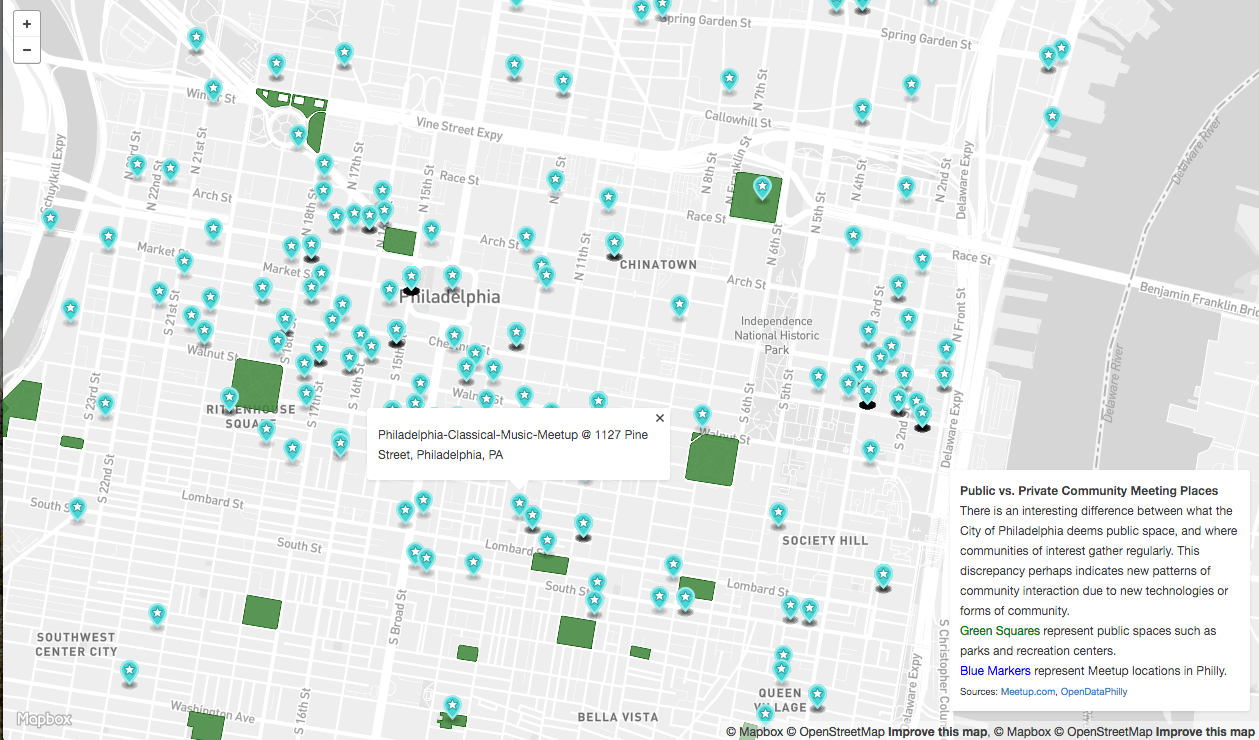 +
−
Spring Garden St
Spring Garden St
N 7th St
Callowhill St
Vine Street Expy
Schuylkill Expy
N 22nd St
N 21st St
N 17th St
N 15th St
Race St
N 8th St
N Franklin St
N 4th St
N 2nd St
Delaware Expy
Delaware River
Arch St
N 18th St
Race St
N 5th St
N 6th St
Arch St
N 11th St
CHINATOWN
Race St
Market St
Market St
Arch St
Philadelphia
Benjamin Franklin Bri
S 21st St
N 3rd St
N Front St
Independence
National Historic
Park
Walnut St
S 18th St
S 15th St
S 16th St
S 17th St
S 23rd St
S 5th St
S 6th St
Delaware River
RITTENHOUSE
SQUARE
Walnut St
Walnut St
S 2nd St
Delaware Expy
Philadelphia-Classical-Music-Meetup @ 1127 Pine
Street, Philadelphia, PA
×
S 22nd St
South St
Lombard St
South St
Lombard St
South St
Lombard St
SOCIETY HILL
S Broad St
SOUTHWEST
CENTER CITY
S 16th St
Washington Ave
BELLA VISTA
QUEEN
VILLAGE
Delaware Expy
S Christopher Colum
Public vs. Private Community Meeting Places
There is an interesting difference between what the
City of Philadelphia deems public space, and where
communities of interest gather regularly. This
discrepancy perhaps indicates new patterns of
community interaction due to new technologies or
forms of community.
Green Squares represent public spaces such as
parks and recreation centers.
Blue Markers represent Meetup locations in Philly.
Sources: Meetup.com, OpenDataPhilly
Mapbox
© Mapbox © OpenStreetMap Improve this map, © Mapbox © OpenStreetMap Improve this map